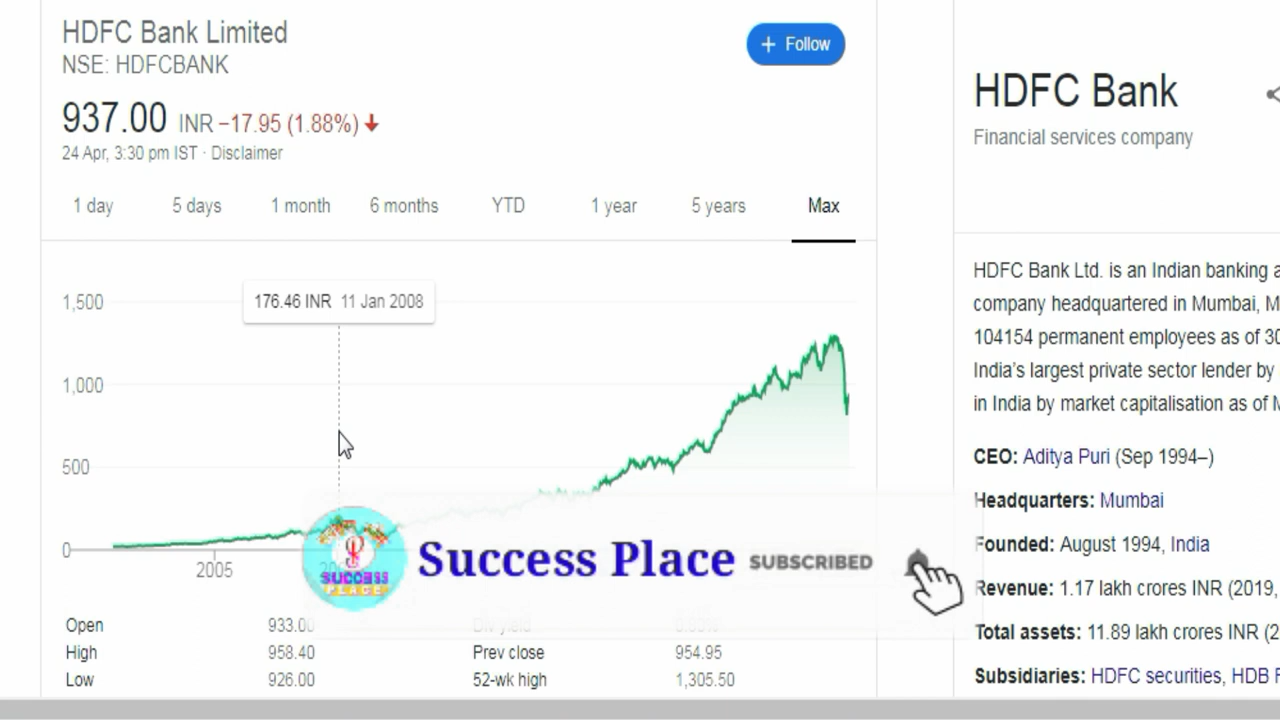 HDFC Bank Limited
NSE: HDFCBANK
+ Follow
937.00 INR −17.95 (1.88%)
24 Apr, 3:30 pm IST · Disclaimer
1 day 5 days 1 month 6 months YTD 1 year 5 years Max
176.46 INR 11 Jan 2008
1,500
1,000
500
0
2005
SUCCESS
PLACE
Success Place SUBSCRIBED
Open 933.00 Div yield
High 958.40 Prev close 954.95
Low 926.00 52-wk high 1,305.50
HDFC Bank
Financial services company
HDFC Bank Ltd. is an Indian banking a
company headquartered in Mumbai, M
104154 permanent employees as of 30
India's largest private sector lender by
in India by market capitalisation as of M
CEO: Aditya Puri (Sep 1994–)
Headquarters: Mumbai
Founded: August 1994, India
Revenue: 1.17 lakh crores INR (2019,
Total assets: 11.89 lakh crores INR (2
Subsidiaries: HDFC securities, HDB F